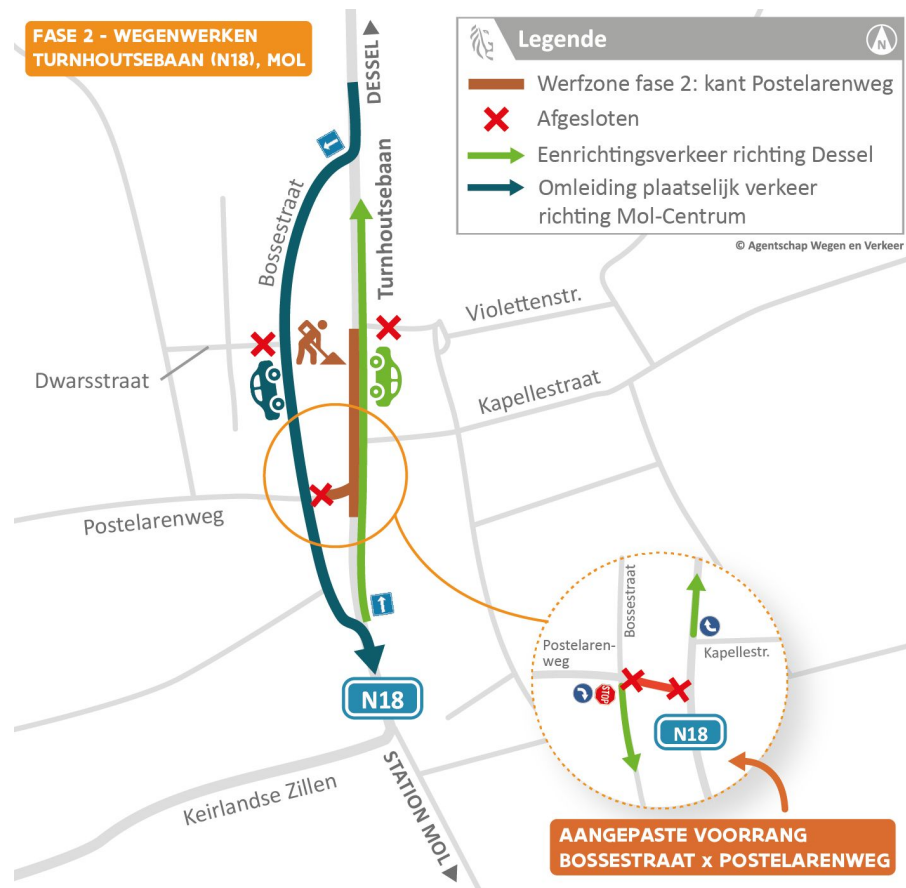 FASE 2 - WEGENWERKEN
TURNHOUTSEBAAN (N18), MOL
Legende
N
Werfzone fase 2: kant Postelarenweg
Afgesloten
Eenrichtingsverkeer richting Dessel
Omleiding plaatselijk verkeer
richting Mol-Centrum
© Agentschap Wegen en Verkeer
DESSEL
Bossestraat
Turnhoutsebaan
Violettenstr.
Dwarsstraat
Kapellestraat
Postelarenweg
N18
Keirlandse Zillen
STATION MOL
Bossestraat
Postelaren-
weg
Kapellestr.
STOP
N18
AANGEPASTE VOORRANG
BOSSESTRAAT x POSTELARENWEG